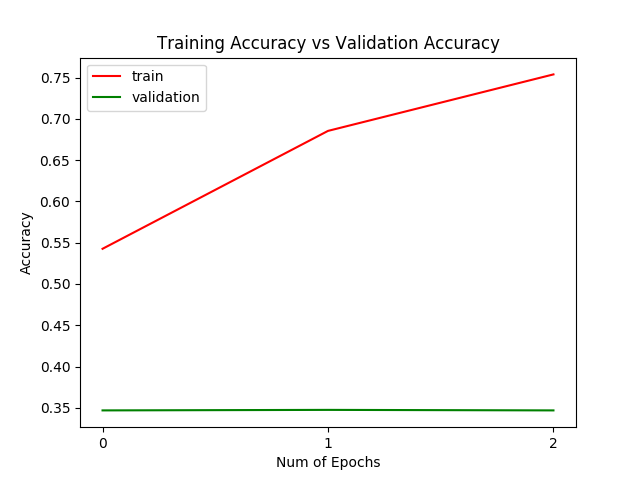 Training Accuracy vs Validation Accuracy
train
validation
0.75
0.70
0.65
0.60
0.55
0.50
0.45
0.40
0.35
Accuracy
0 1 2
Num of Epochs